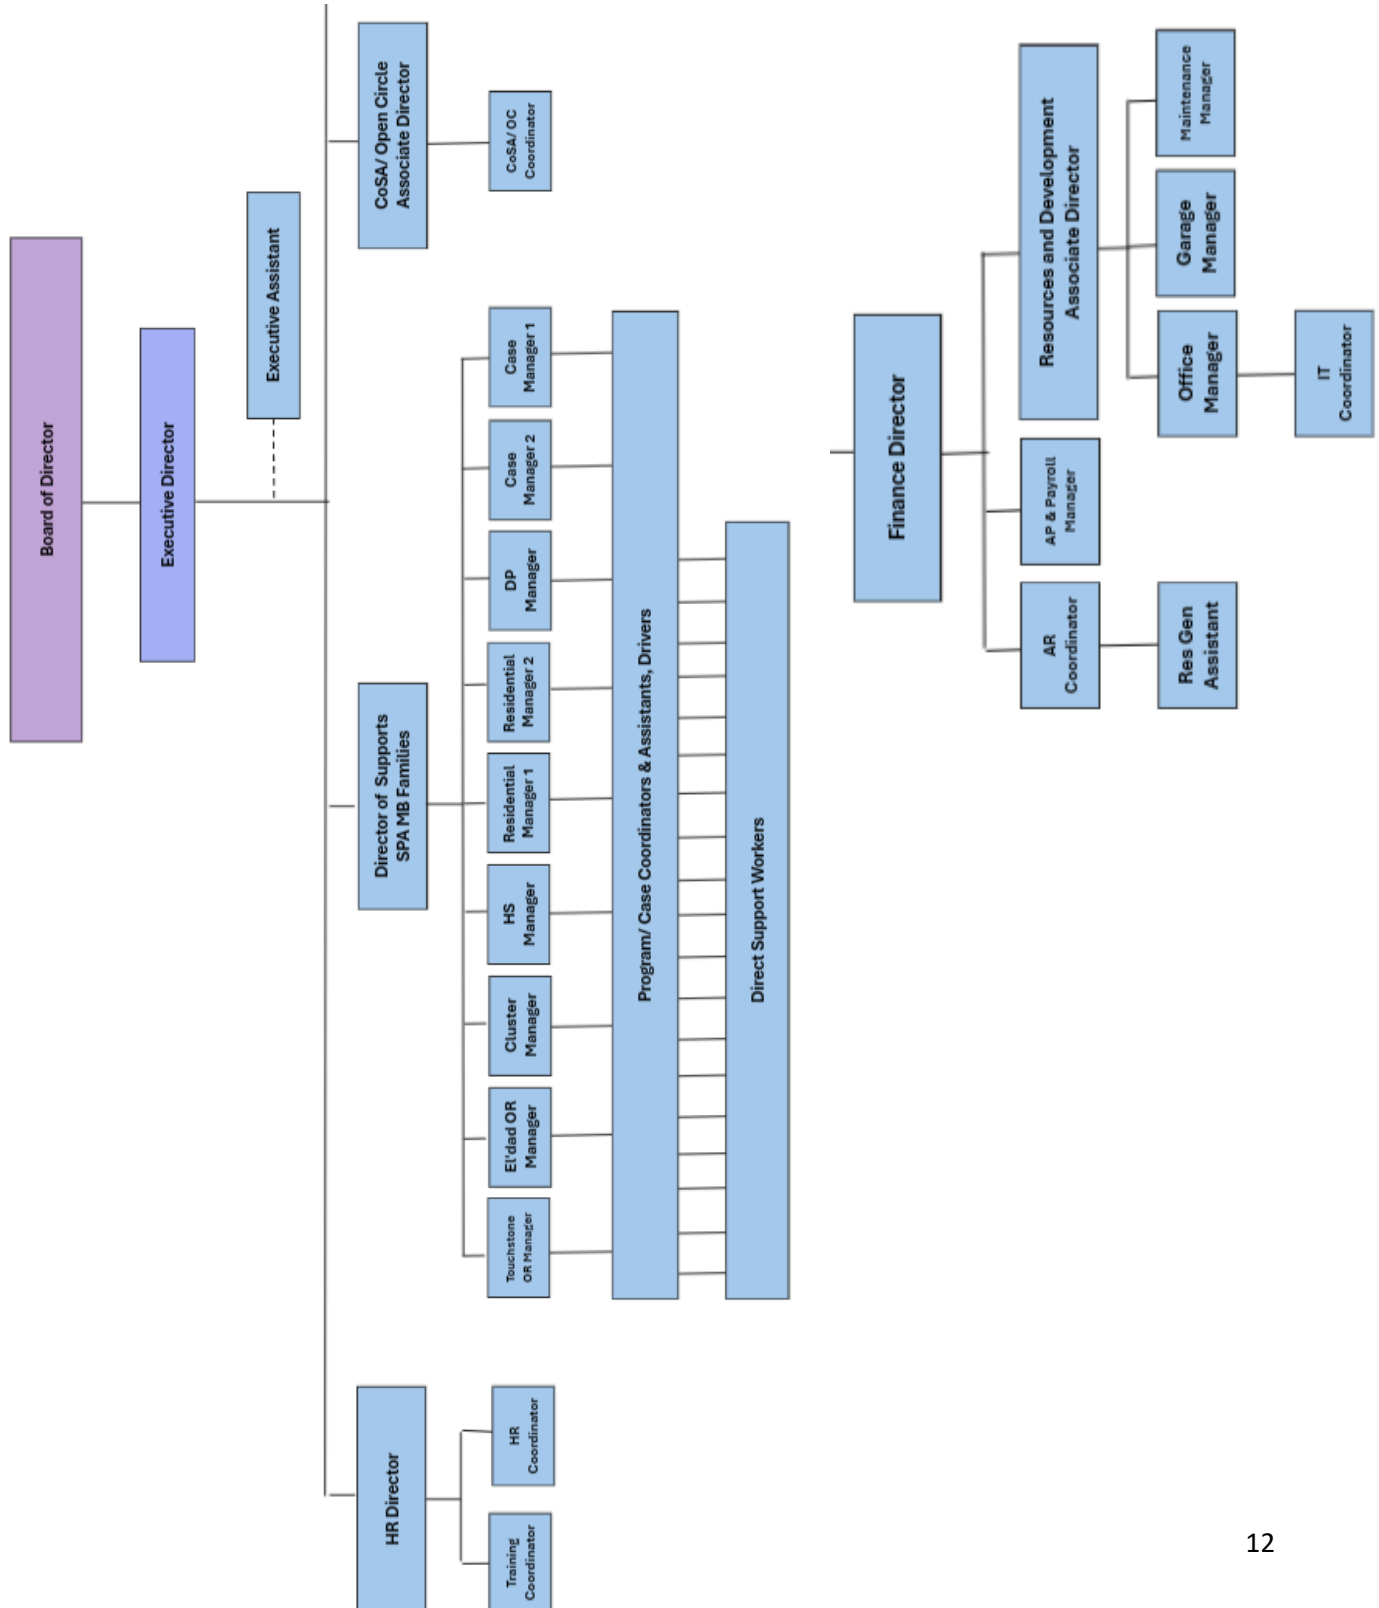 Board of Director
Executive Director
Executive Assistant
HR Director
Training
Coordinator
HR
Coordinator
Director of Supports
SPA MB Families
Touchstone
OR Manager
El'dad OR
Manager
Cluster
Manager
HS
Manager
Residential
Manager 1
Residential
Manager 2
DP
Manager
Case
Manager 2
Case
Manager 1
Program/ Case Coordinators & Assistants, Drivers
Direct Support Workers
CoSA/ Open Circle
Associate Director
CoSA/ OC
Coordinator
Finance Director
AR
Coordinator
Res Gen
Assistant
AP & Payroll
Manager
Resources and Development
Associate Director
Office
Manager
IT
Coordinator
Garage
Manager
Maintenance
Manager
12